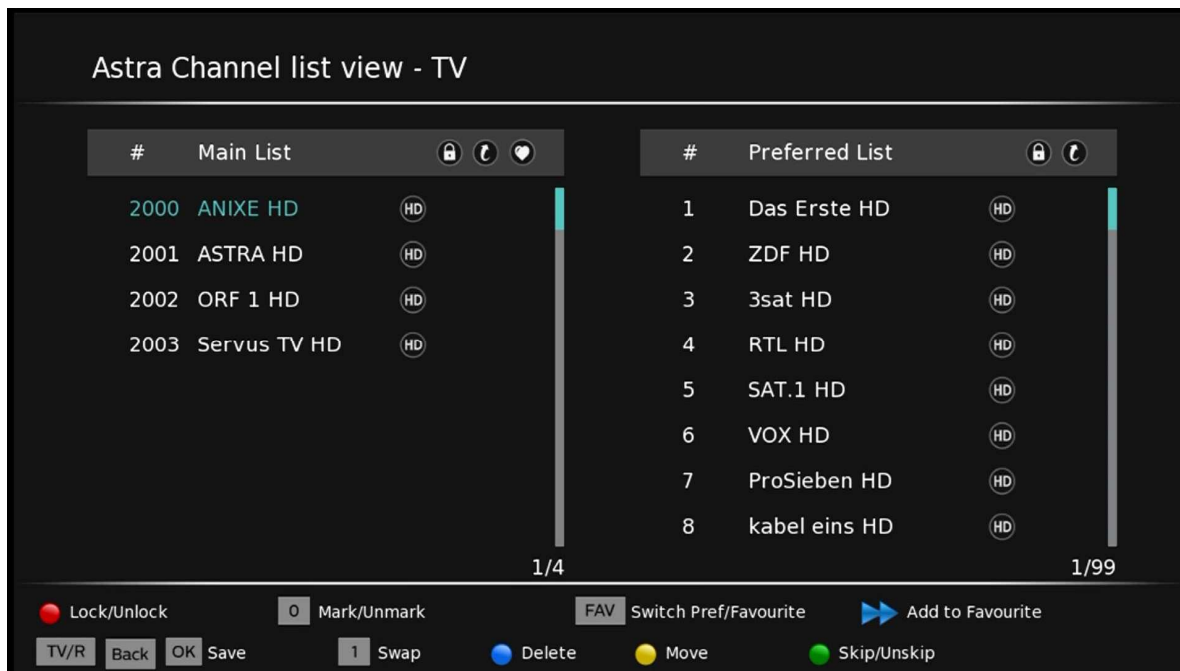 Astra Channel list view - TV
# Main List
2000 ANIXE HD HD
2001 ASTRA HD HD
2002 ORF 1 HD HD
2003 Servus TV HD HD
1/4
# Preferred List
1 Das Erste HD HD
2 ZDF HD HD
3 3sat HD HD
4 RTL HD HD
5 SAT.1 HD HD
6 VOX HD HD
7 ProSieben HD HD
8 kabel eins HD HD
1/99
Lock/Unlock 0 Mark/Unmark FAV Switch Pref/Favourite Add to Favourite
TV/R Back OK Save 1 Swap Delete Move Skip/Unskip